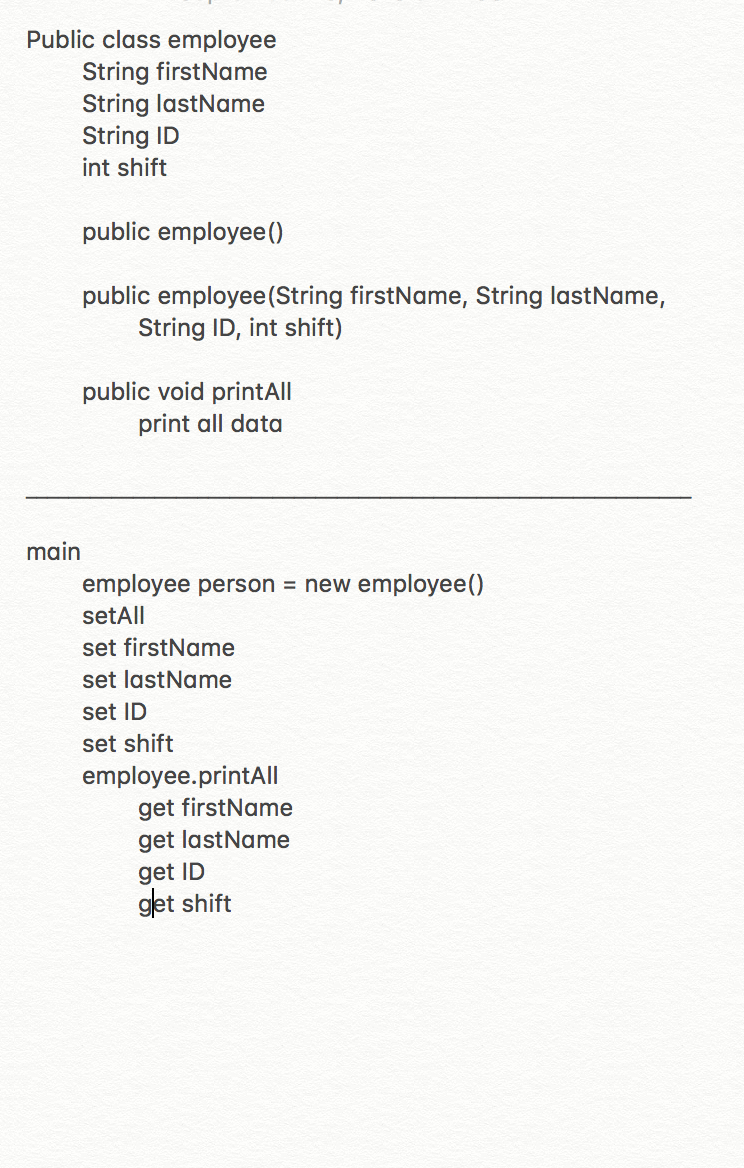 Public class employee
String firstName
String lastName
String ID
int shift
public employee()
public employee(String firstName, String lastName,
String ID, int shift)
public void printAll
print all data
main
employee person = new employee()
setAll
set firstName
set lastName
set ID
set shift
employee.printAll
get firstName
get lastName
get ID
get shift